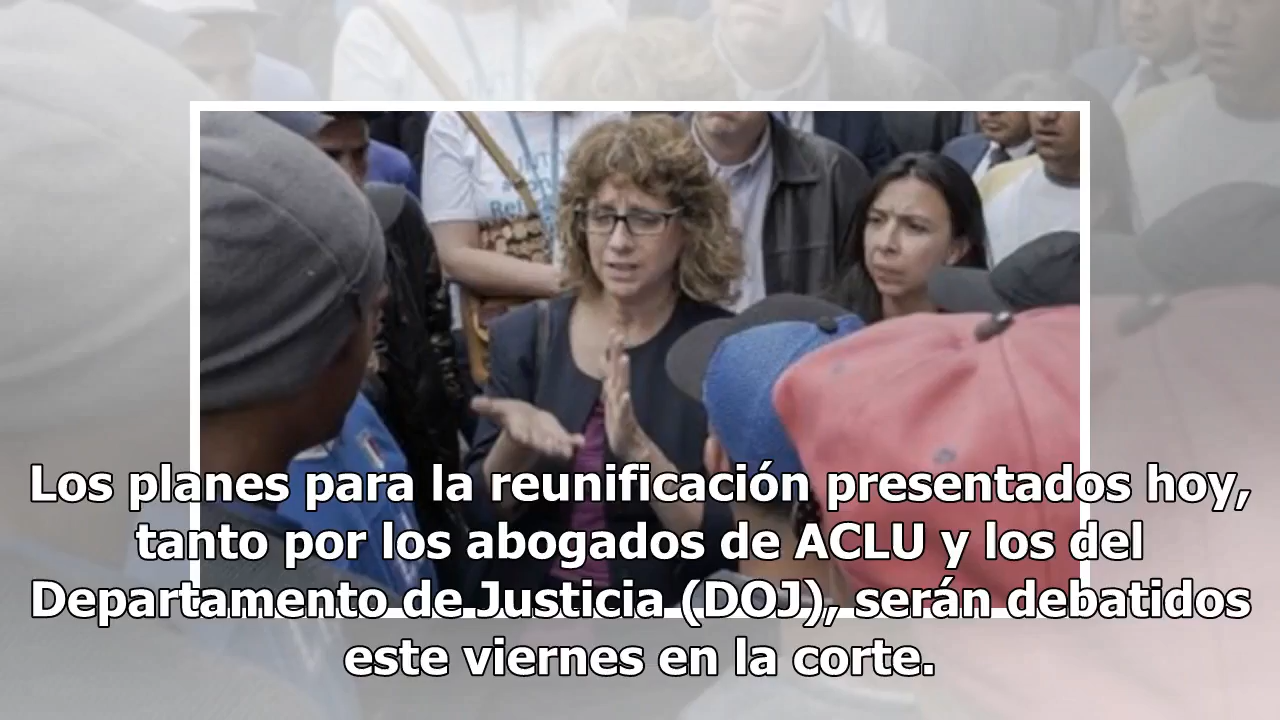 Los planes para la reunificación presentados hoy,
tanto por los abogados de ACLU y los del
Departamento de Justicia (DOJ), serán debatidos
este viernes en la corte.